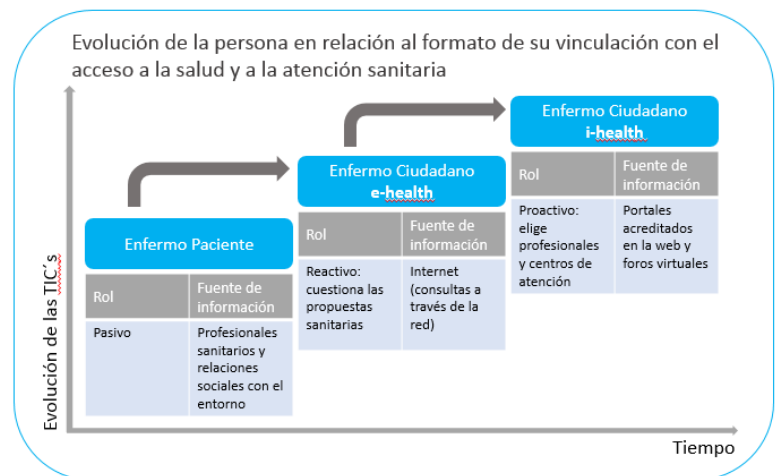 Evolución de la persona en relación al formato de su vinculación con el
acceso a la salud y a la atención sanitaria
Evolución de las TIC´s
Enfermo Paciente
Rol
Fuente de
información
Pasivo
Profesionales
sanitarios y
relaciones
sociales con el
entorno
Enfermo Ciudadano
e-health
Rol
Fuente de
información
Reactivo:
cuestiona las
propuestas
sanitarias
Internet
(consultas a
través de la
red)
Enfermo Ciudadano
i-health
Rol
Fuente de
información
Proactivo:
elige
profesionales
y centros de
atención
Portales
acreditados
en la web y
foros virtuales
Tiempo